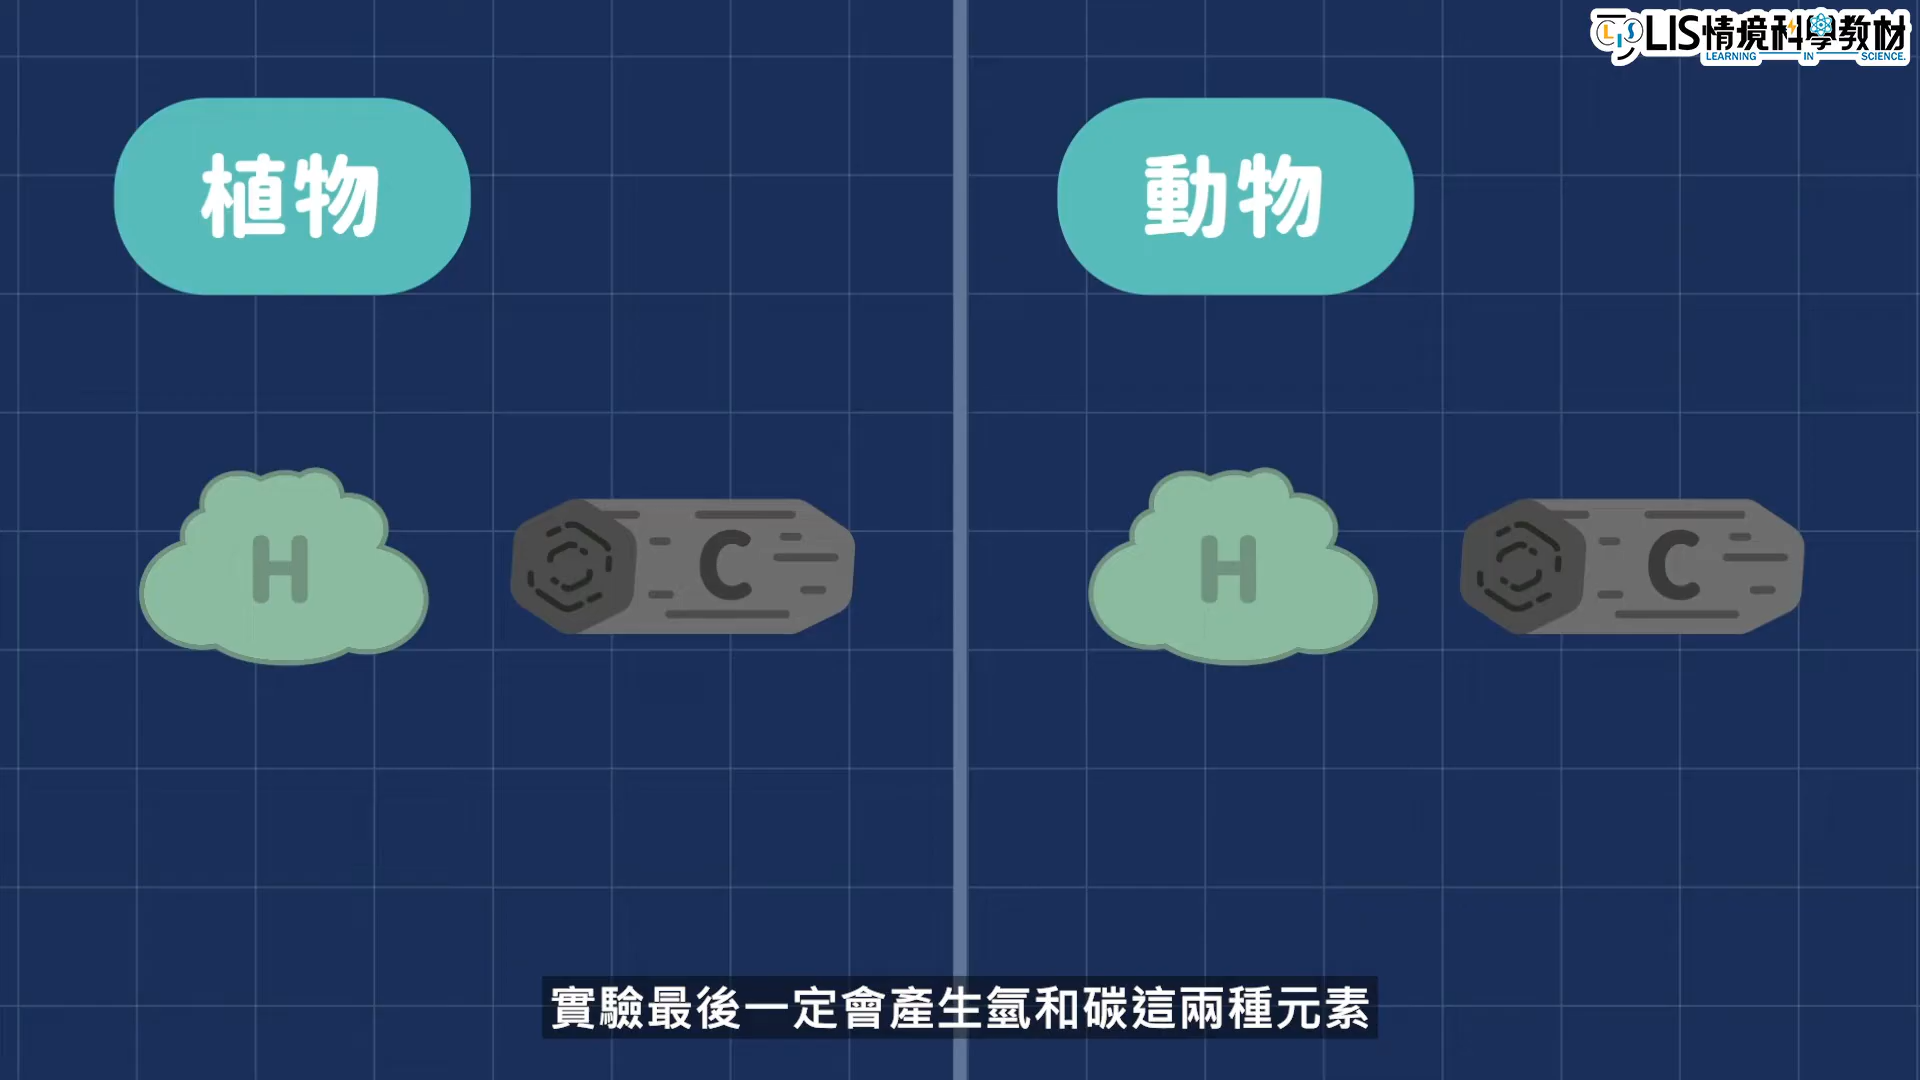 LIS情境科學教材
LEARNING IN SCIENCE.
植物
動物
H
C
H
C
實驗最後一定會產生氫和碳這兩種元素